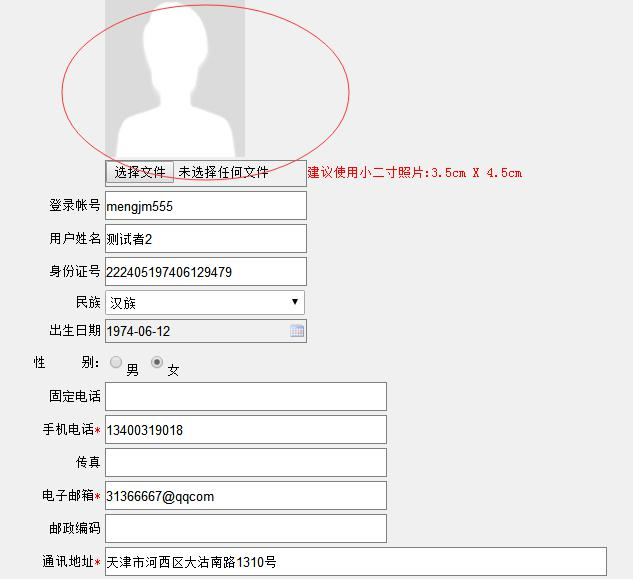 选择文件 未选择任何文件 建议使用小二寸照片:3.5cm X 4.5cm
登录帐号 mengjm555
用户姓名 测试者2
身份证号 222405197406129479
民族 汉族
出生日期 1974-06-12
性 别: 男 女
固定电话
手机电话* 13400319018
传真
电子邮箱* 31366667@qqcom
邮政编码
通讯地址* 天津市河西区大沽南路1310号